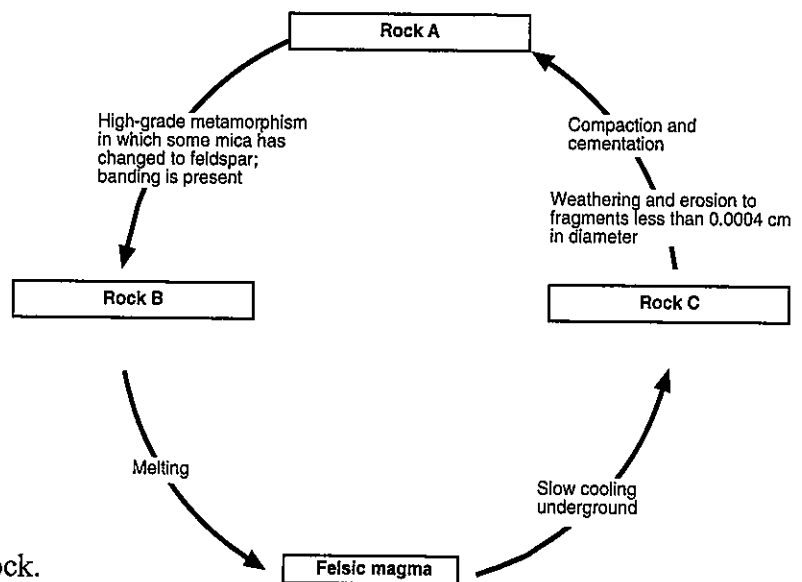 Rock A
High-grade metamorphism
in which some mica has
changed to feldspar;
banding is present
Compaction and
cementation
Weathering and erosion to
fragments less than 0.0004 cm
in diameter
Rock B
Rock C
Melting
Slow cooling
underground
ock.
Felsic magma